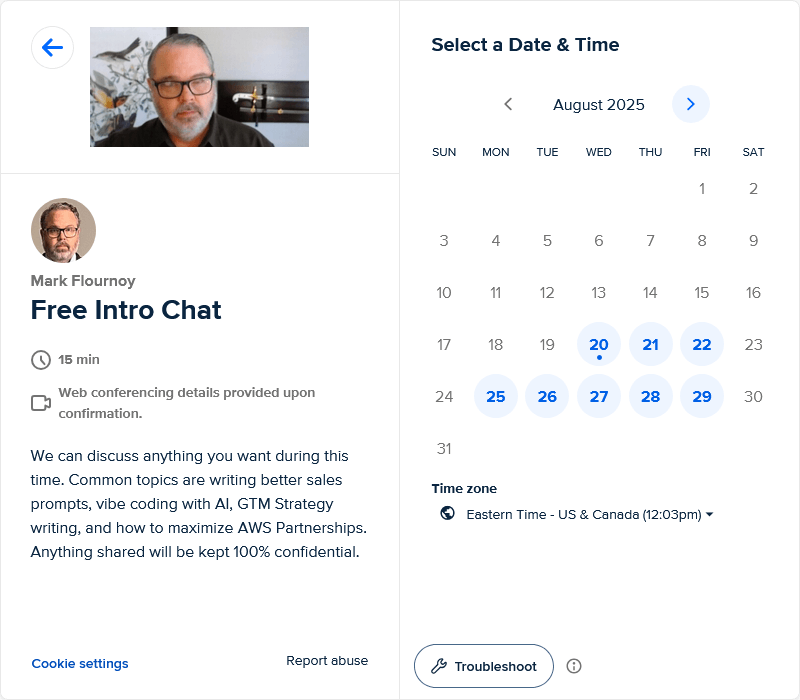 Mark Flournoy
Free Intro Chat
15 min
Web conferencing details provided upon
confirmation.
We can discuss anything you want during this
time. Common topics are writing better sales
prompts, vibe coding with AI, GTM Strategy
writing, and how to maximize AWS Partnerships.
Anything shared will be kept 100% confidential.
Cookie settings
Report abuse
Select a Date & Time
August 2025
SUN MON TUE WED THU FRI SAT
1 2
3 4 5 6 7 8 9
10 11 12 13 14 15 16
17 18 19 20 21 22 23
24 25 26 27 28 29 30
31
Time zone
Eastern Time - US & Canada (12:03pm)
Troubleshoot